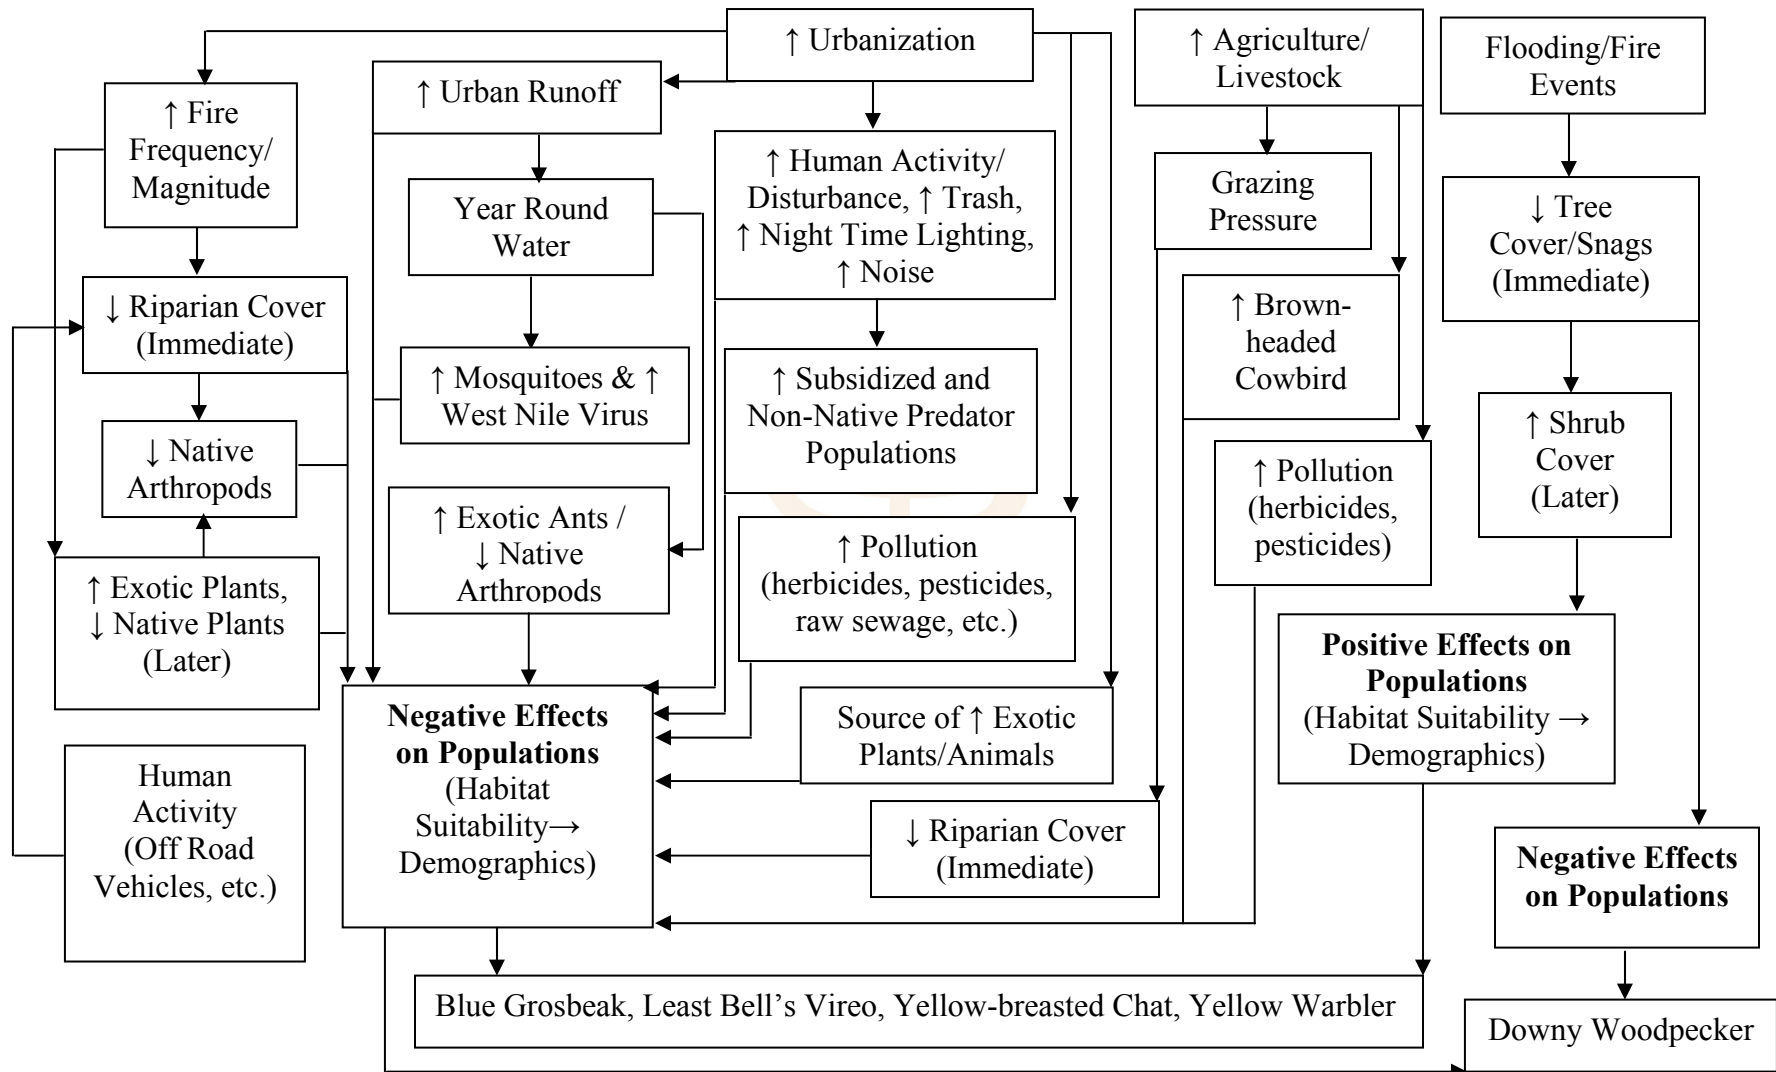 ↑ Urbanization
↑ Agriculture/
Livestock
Flooding/Fire
Events
↑ Urban Runoff
↑ Fire
Frequency/
Magnitude
↑ Human Activity/
Disturbance, ↑ Trash,
↑ Night Time Lighting,
↑ Noise
Grazing
Pressure
Year Round
Water
↓ Tree
Cover/Snags
(Immediate)
↓ Riparian Cover
(Immediate)
↑ Brown-
headed
Cowbird
↑ Mosquitoes & ↑
West Nile Virus
↑ Subsidized and
Non-Native Predator
Populations
↑ Shrub
Cover
(Later)
↓ Native
Arthropods
↑ Pollution
(herbicides,
pesticides)
↑ Exotic Ants /
↓ Native
Arthropods
↑ Pollution
(herbicides, pesticides,
raw sewage, etc.)
↑ Exotic Plants,
↓ Native Plants
(Later)
Positive Effects on
Populations
(Habitat Suitability →
Demographics)
Negative Effects
on Populations
(Habitat
Suitability→
Demographics)
Source of ↑ Exotic
Plants/Animals
Human
Activity
(Off Road
Vehicles, etc.)
↓ Riparian Cover
(Immediate)
Negative Effects
on Populations
Blue Grosbeak, Least Bell’s Vireo, Yellow-breasted Chat, Yellow Warbler
Downy Woodpecker